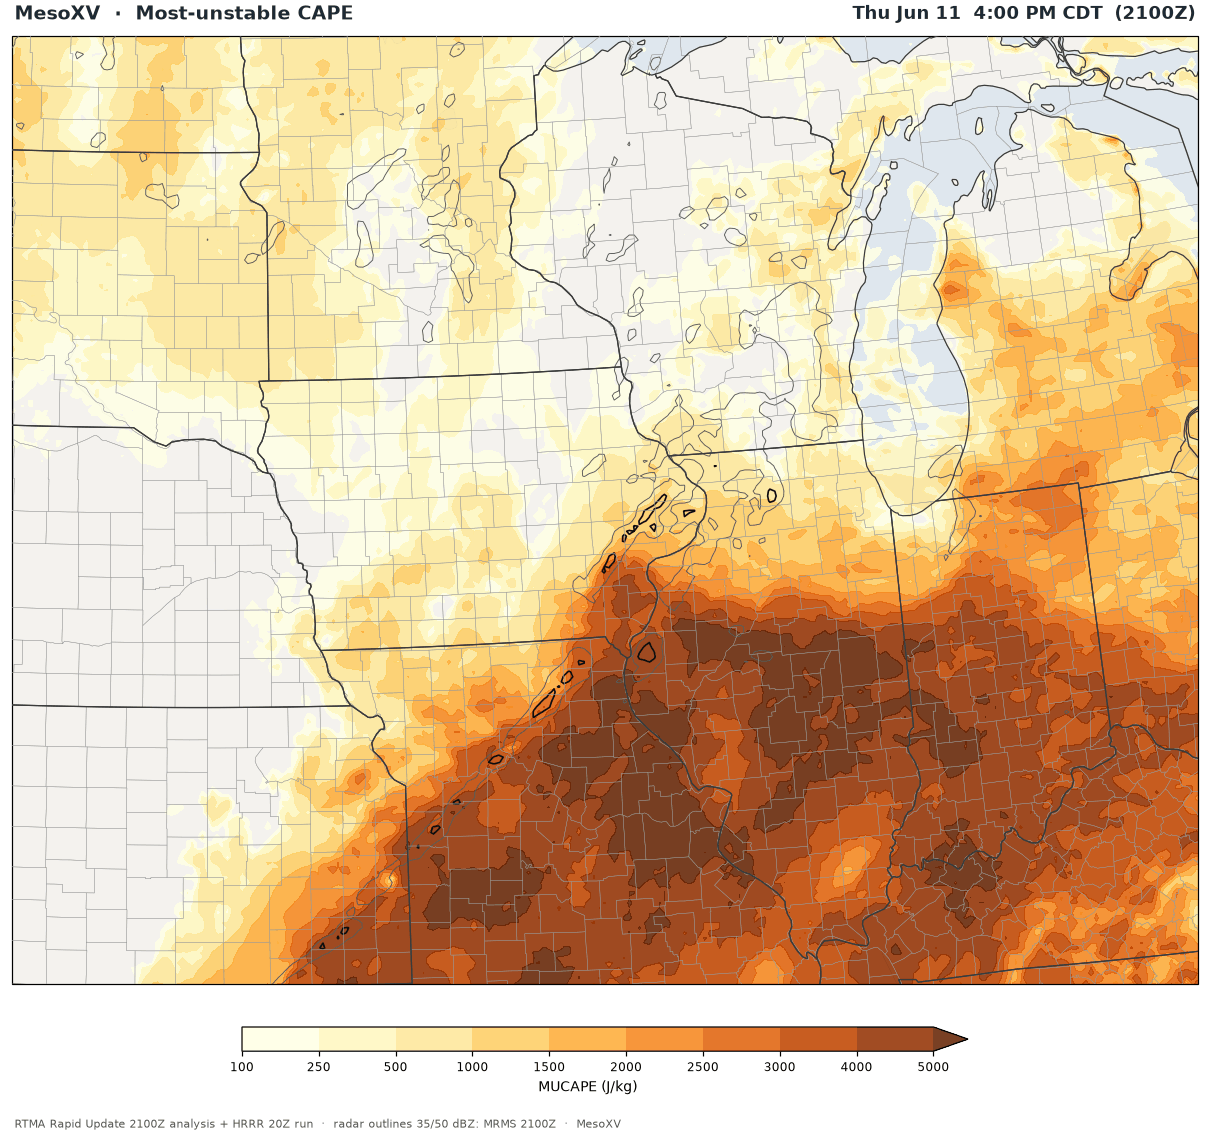 MesoXV · Most-unstable CAPE
Thu Jun 11 4:00 PM CDT (2100Z)
100 250 500 1000 1500 2000 2500 3000 4000 5000
MUCAPE (J/kg)
RTMA Rapid Update 2100Z analysis + HRRR 20Z run · radar outlines 35/50 dBZ: MRMS 2100Z · MesoXV